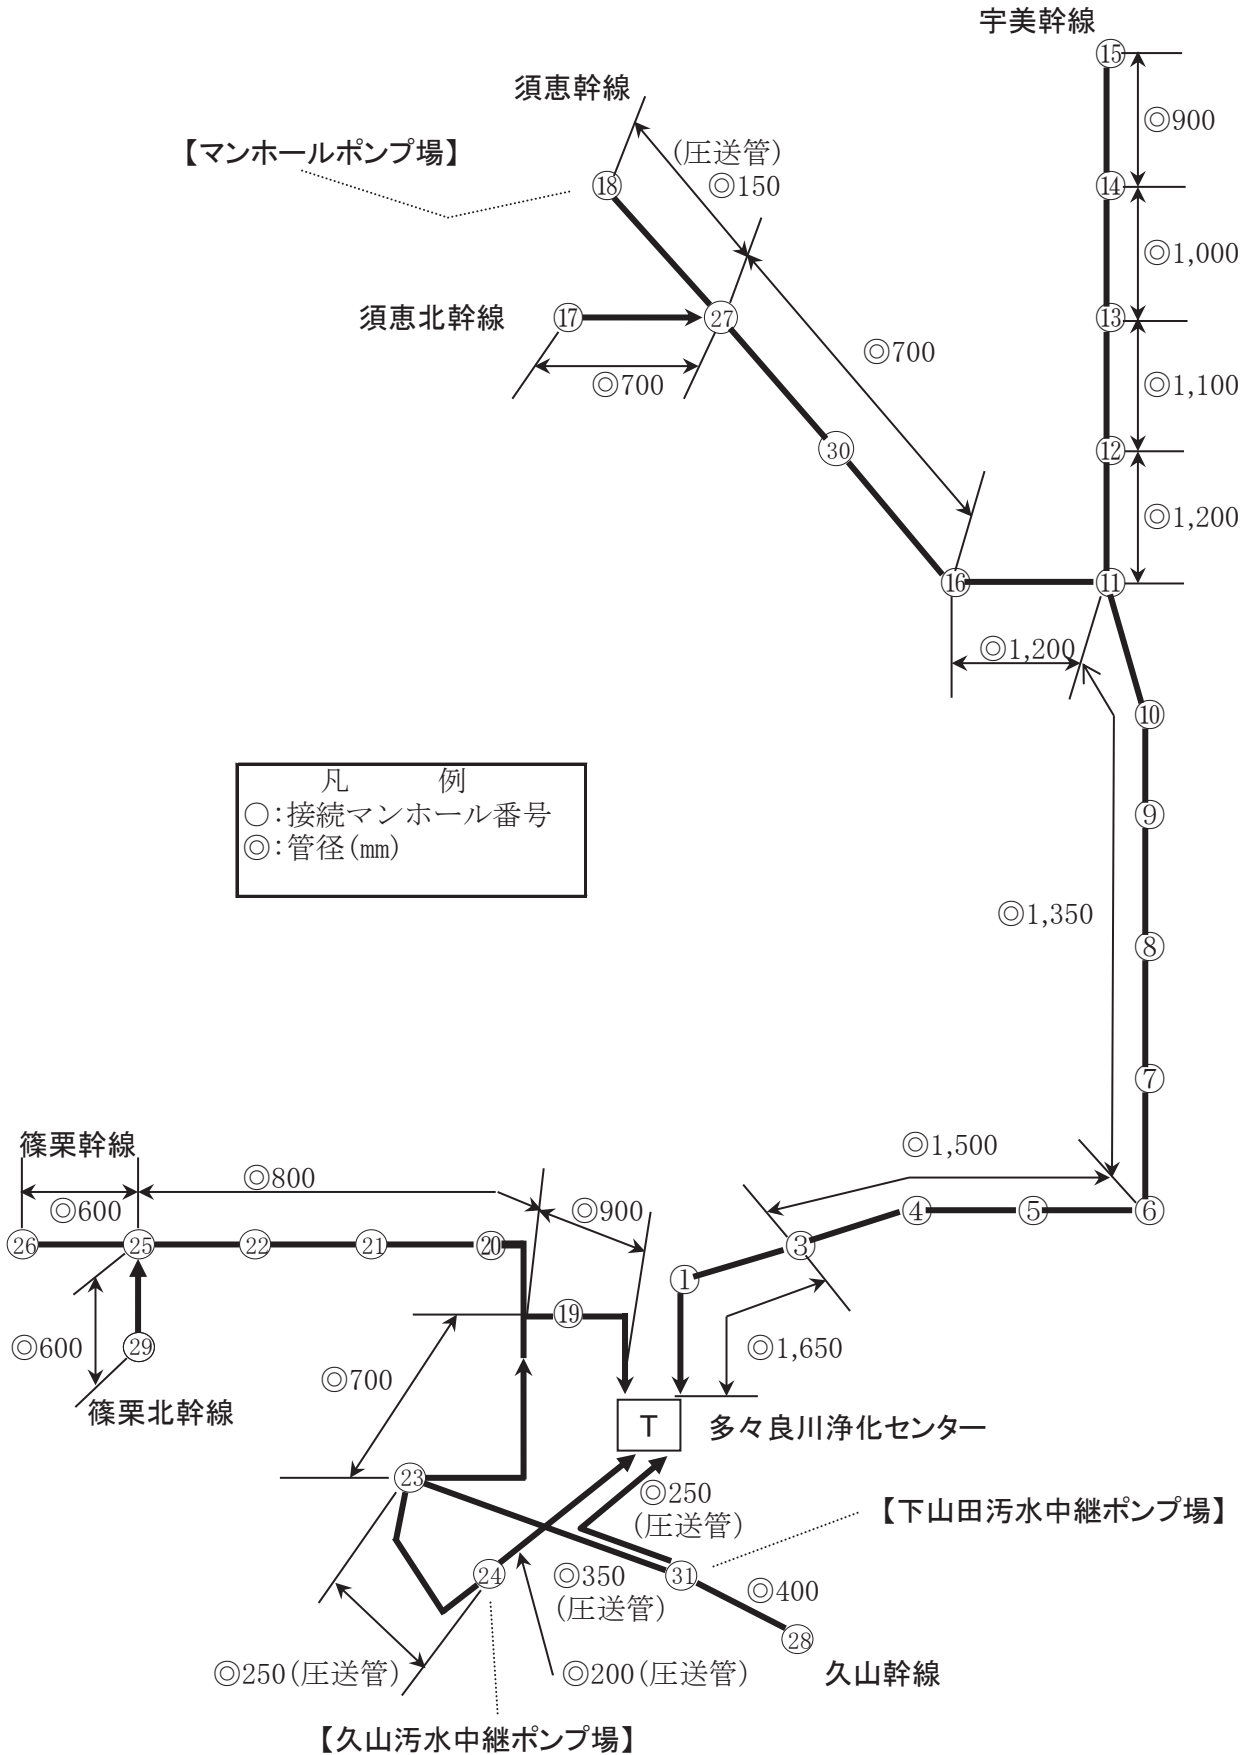 宇美幹線
⑮
須恵幹線
◎900
【マンホールポンプ場】
(圧送管)
⑱
◎150
⑭
◎1,000
須恵北幹線
⑰
㉗
⑬
◎700
◎700
◎1,100
㉚
⑫
◎1,200
⑯
⑪
◎1,200
⑩
凡　例
○:接続マンホール番号
◎:管径(mm)
⑨
◎1,350
⑧
⑦
篠栗幹線
◎1,500
◎800
◎600
◎900
④
⑤
⑥
㉖
㉕
㉒
㉑
⑳
③
①
⑲
◎600
㉙
◎1,650
◎700
篠栗北幹線
T
多々良川浄化センター
㉓
◎250
(圧送管)
【下山田汚水中継ポンプ場】
㉔
◎350
(圧送管)
㉛
◎400
㉘
◎250(圧送管)
◎200(圧送管)
久山幹線
【久山汚水中継ポンプ場】